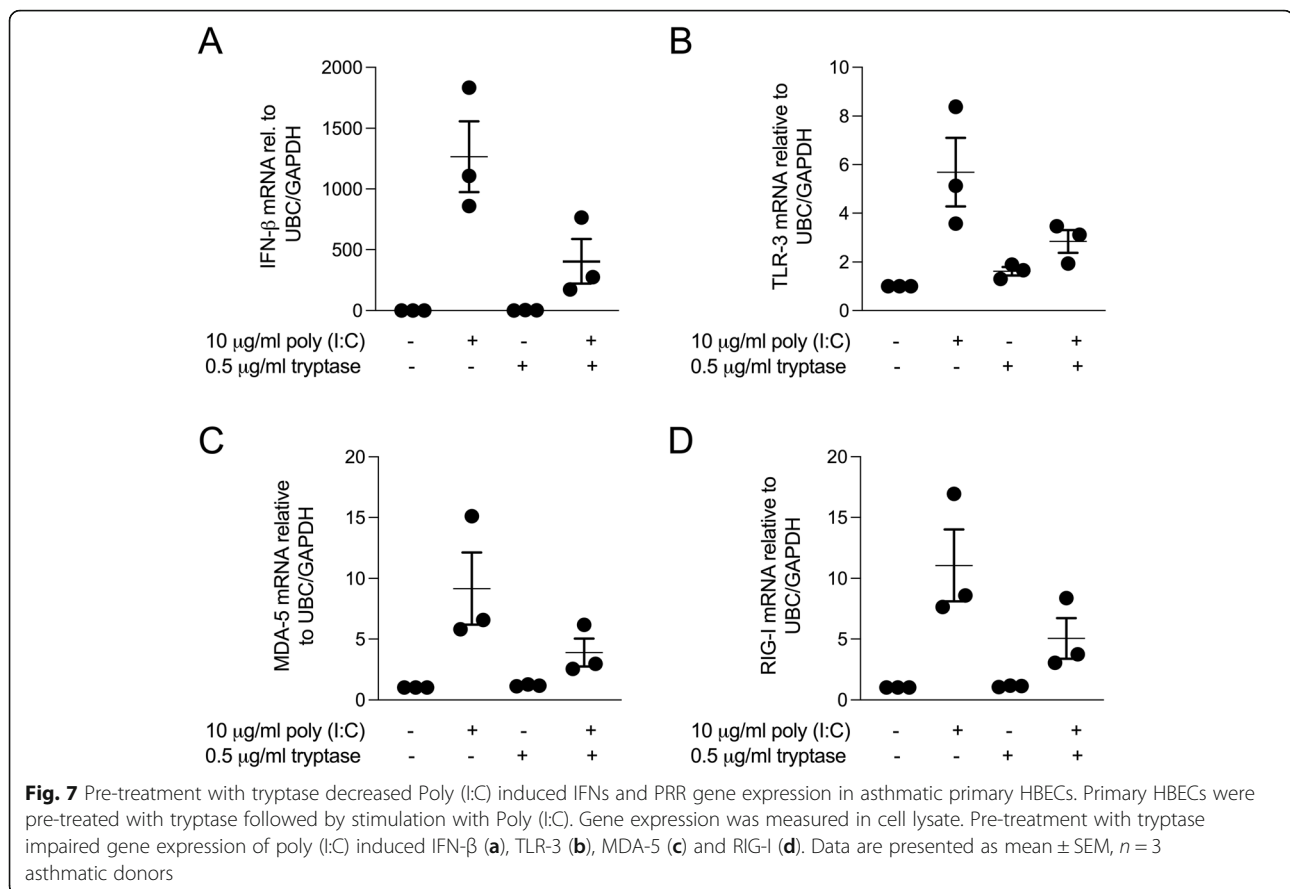 A
IFN-β mRNA rel. to
UBC/GAPDH
2000
1500
1000
500
0
10 μg/ml poly (I:C) - + - +
0.5 μg/ml tryptase - - + +
B
TLR-3 mRNA relative to
UBC/GAPDH
10
8
6
4
2
0
10 μg/ml poly (I:C) - + - +
0.5 μg/ml tryptase - - + +
C
MDA-5 mRNA relative
to UBC/GAPDH
20
15
10
5
0
10 μg/ml poly (I:C) - + - +
0.5 μg/ml tryptase - - + +
D
RIG-I mRNA relative to
UBC/GAPDH
20
15
10
5
0
10 μg/ml poly (I:C) - + - +
0.5 μg/ml tryptase - - + +
Fig. 7 Pre-treatment with tryptase decreased Poly (I:C) induced IFNs and PRR gene expression in asthmatic primary HBECs. Primary HBECs were
pre-treated with tryptase followed by stimulation with Poly (I:C). Gene expression was measured in cell lysate. Pre-treatment with tryptase
impaired gene expression of poly (I:C) induced IFN-β (a), TLR-3 (b), MDA-5 (c) and RIG-I (d). Data are presented as mean ± SEM, n = 3
asthmatic donors